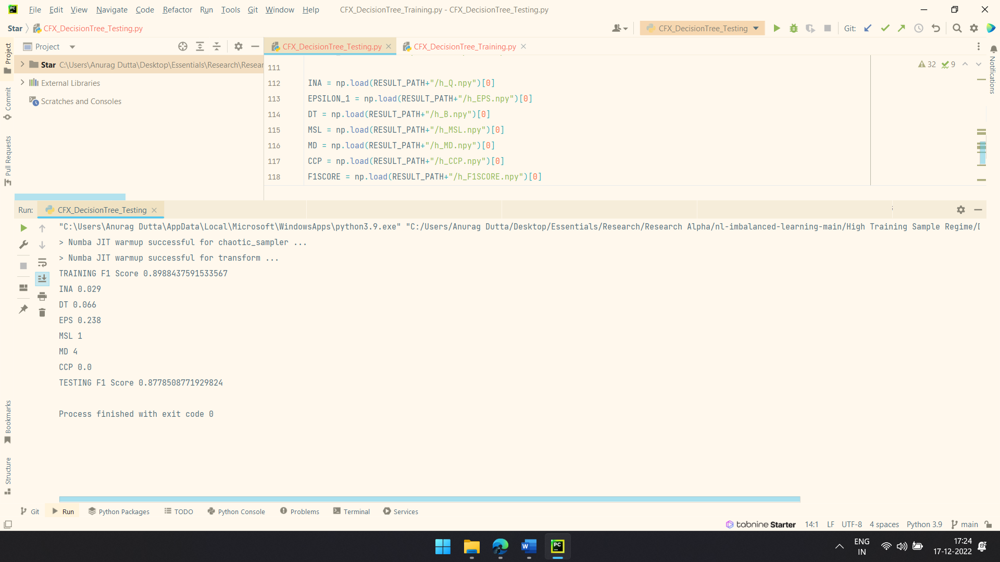 PC File Edit View Navigate Code Refactor Run Tools Git Window Help CFX_DecisionTree_Training.py - CFX_DecisionTree_Testing.py
Star CFX_DecisionTree_Testing.py CFX_DecisionTree_Testing Git:
Project CFX_DecisionTree_Testing.py CFX_DecisionTree_Training.py
Star C:\Users\Anurag Dutta\Desktop\Essentials\Research\Resear
External Libraries
Scratches and Consoles
Project
Commit
Pull Requests
Bookmarks
Structure
Notifications
32 9
111
112 INA = np.load(RESULT_PATH+"/h_Q.npy")[0]
113 EPSILON_1 = np.load(RESULT_PATH+"/h_EPS.npy")[0]
114 DT = np.load(RESULT_PATH+"/h_B.npy")[0]
115 MSL = np.load(RESULT_PATH+"/h_MSL.npy")[0]
116 MD = np.load(RESULT_PATH+"/h_MD.npy")[0]
117 CCP = np.load(RESULT_PATH+"/h_CCP.npy")[0]
118 F1SCORE = np.load(RESULT_PATH+"/h_F1SCORE.npy")[0]
Run: CFX_DecisionTree_Testing
"C:\Users\Anurag Dutta\AppData\Local\Microsoft\WindowsApps\python3.9.exe" "C:/Users/Anurag Dutta/Desktop/Essentials/Research/Research Alpha/nl-imbalanced-learning-main/High Training Sample Regime/
> Numba JIT warmup successful for chaotic_sampler ...
> Numba JIT warmup successful for transform ...
TRAINING F1 Score 0.8988437591533567
INA 0.029
DT 0.066
EPS 0.238
MSL 1
MD 4
CCP 0.0
TESTING F1 Score 0.8778508771929824
Process finished with exit code 0
Git Run Python Packages TODO Python Console Problems Terminal Services
tabnine Starter 14:1 LF UTF-8 4 spaces Python 3.9 main
W PC ENG IN 17:24
17-12-2022